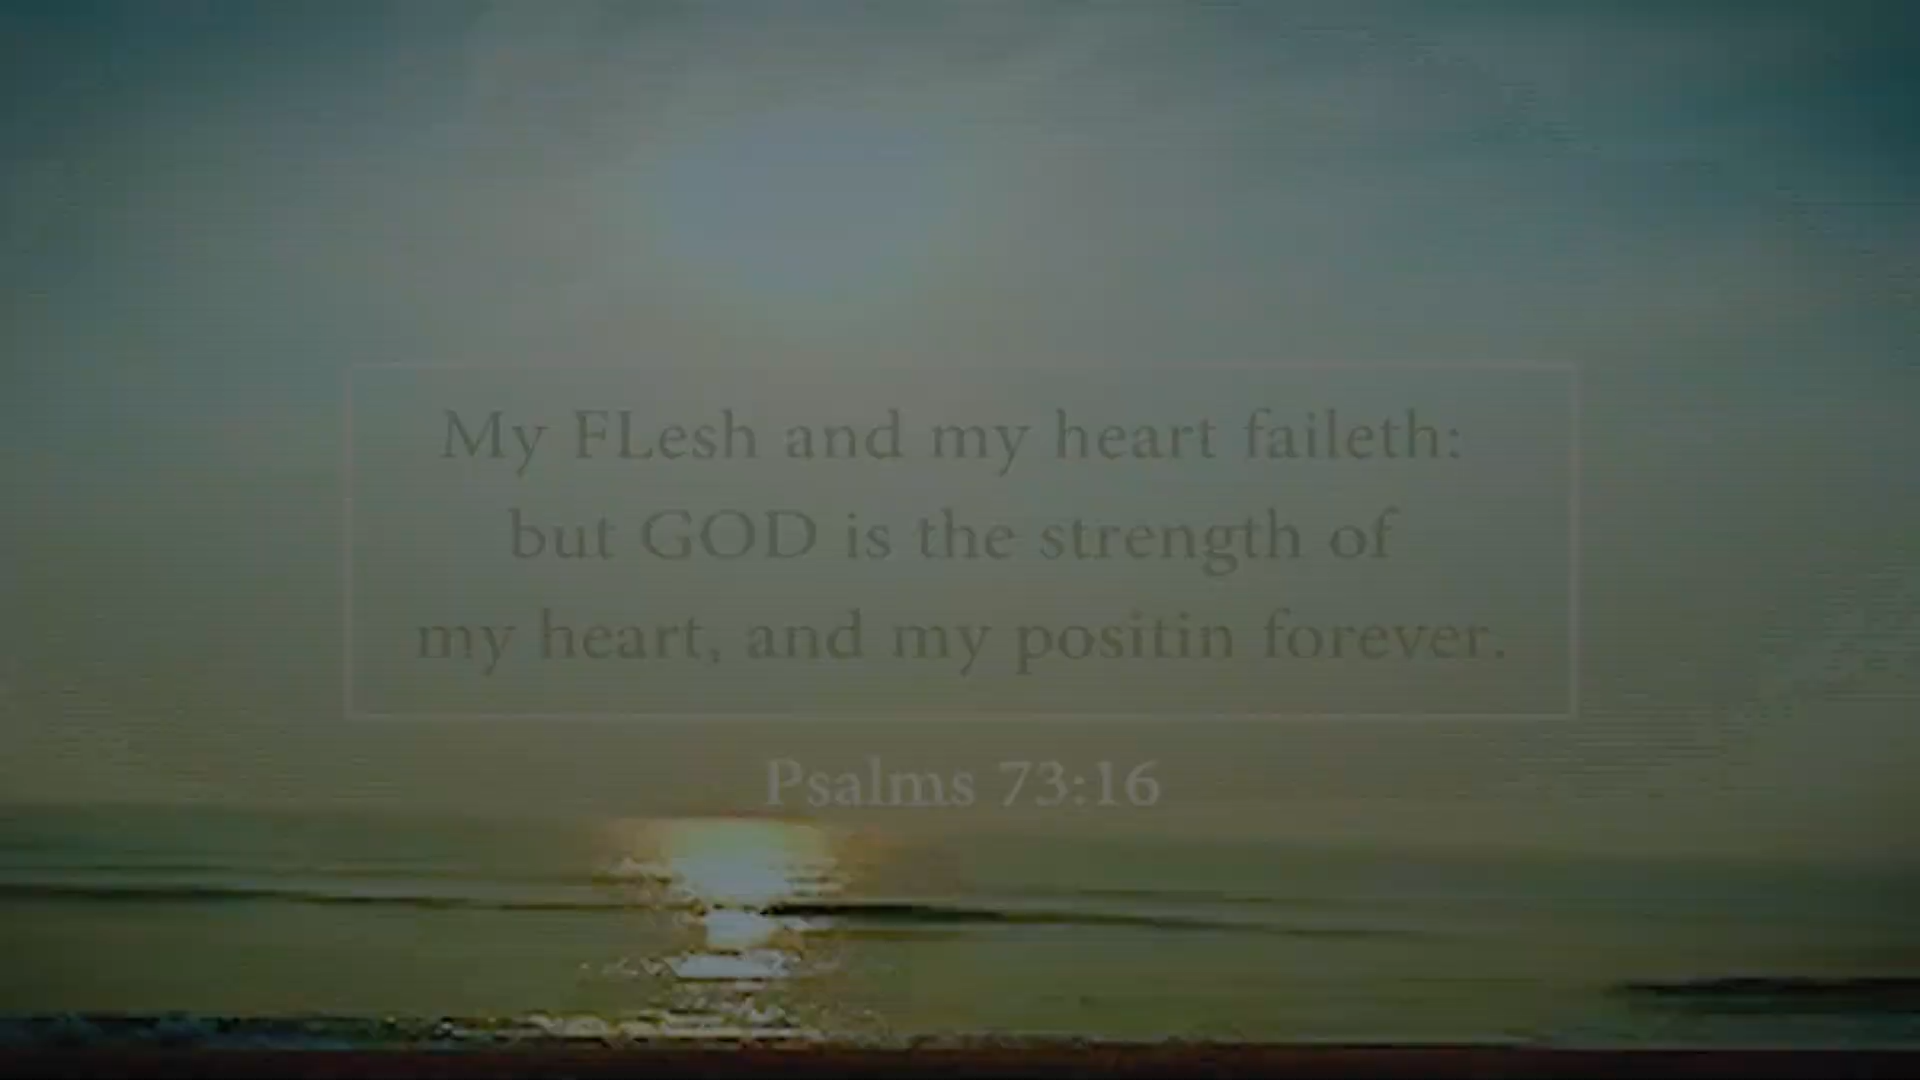 My FLesh and my heart faileth:
but GOD is the strength of
my heart, and my positin forever.
Psalms 73:16